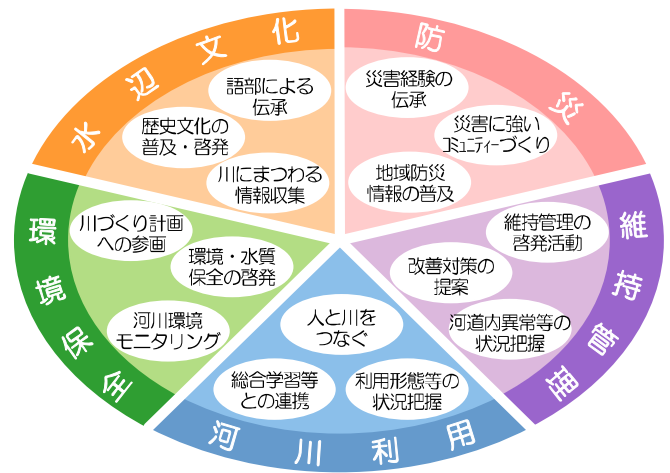 水辺文化
語部による
伝承
歴史文化の
普及・啓発
川にまつわる
情報収集
防災
災害経験の
伝承
災害に強い
コミュニティーづくり
地域防災
情報の普及
維持管理
維持管理の
啓発活動
改善対策の
提案
河道内異常等の
状況把握
河川利用
人と川を
つなぐ
総合学習等
との連携
利用形態等の
状況把握
環境保全
川づくり計画
への参画
環境・水質
保全の啓発
河川環境
モニタリング